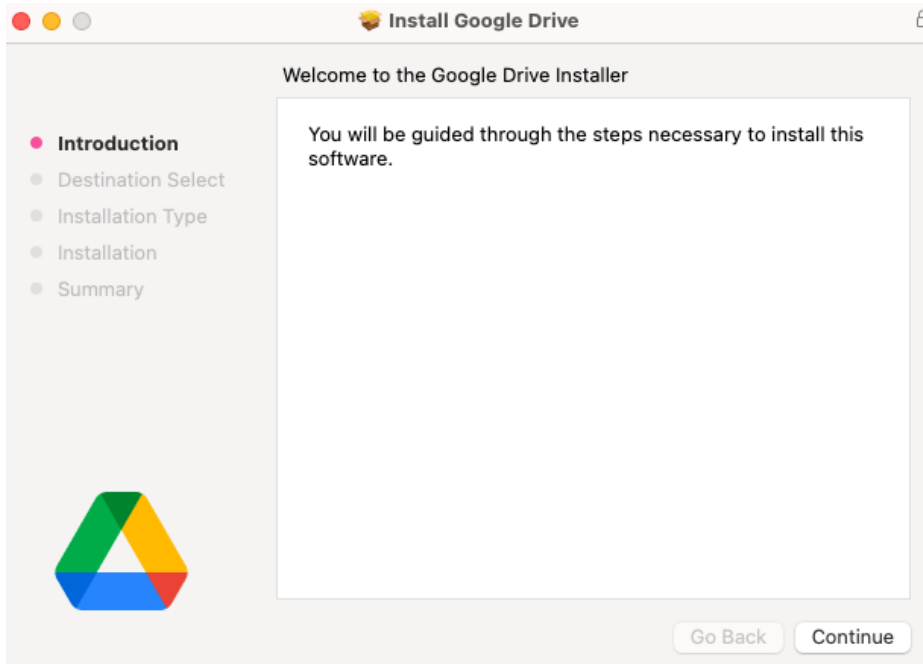 Install Google Drive
Welcome to the Google Drive Installer
Introduction
Destination Select
Installation Type
Installation
Summary
You will be guided through the steps necessary to install this
software.
Go Back
Continue